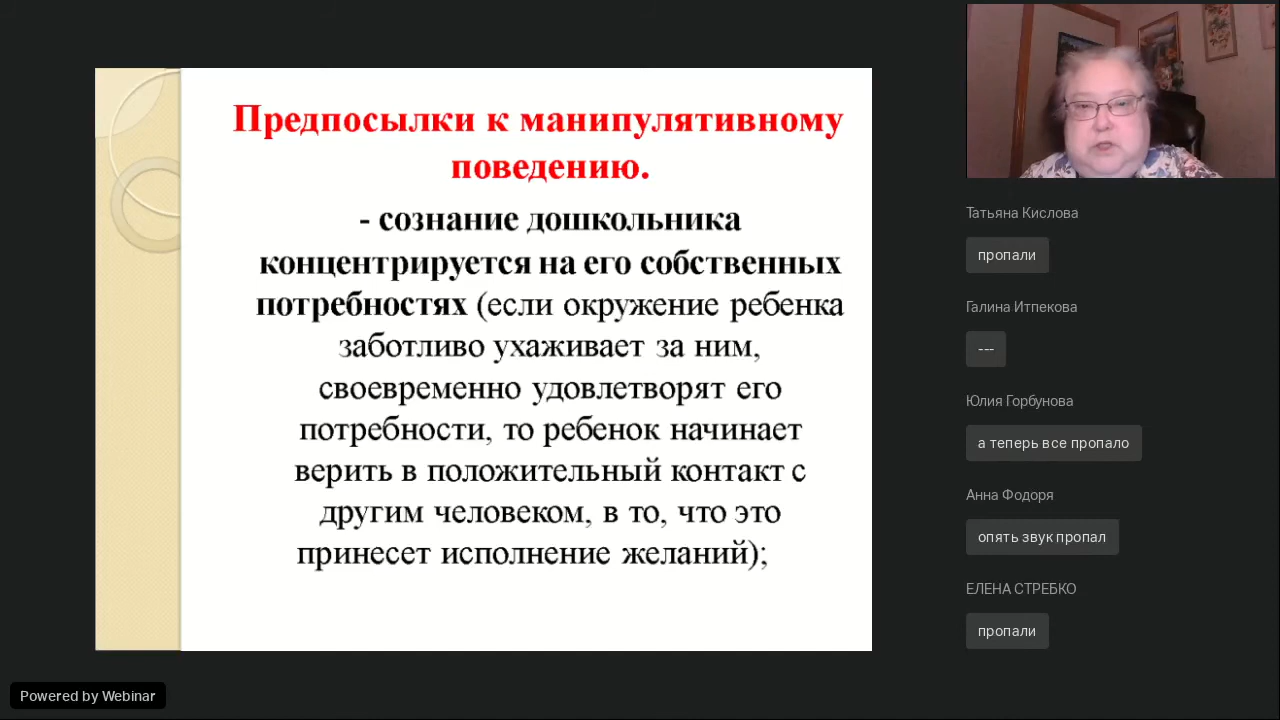 Предпосылки к манипулятивному
поведению.
- сознание дошкольника
концентрируется на его собственных
потребностях (если окружение ребенка
заботливо ухаживает за ним,
своевременно удовлетворят его
потребности, то ребенок начинает
верить в положительный контакт с
другим человеком, в то, что это
принесет исполнение желаний);
Татьяна Кислова
пропали
Галина Итпекова
---
Юлия Горбунова
а теперь все пропало
Анна Фодоря
опять звук пропал
ЕЛЕНА СТРЕБКО
пропали
Powered by Webinar